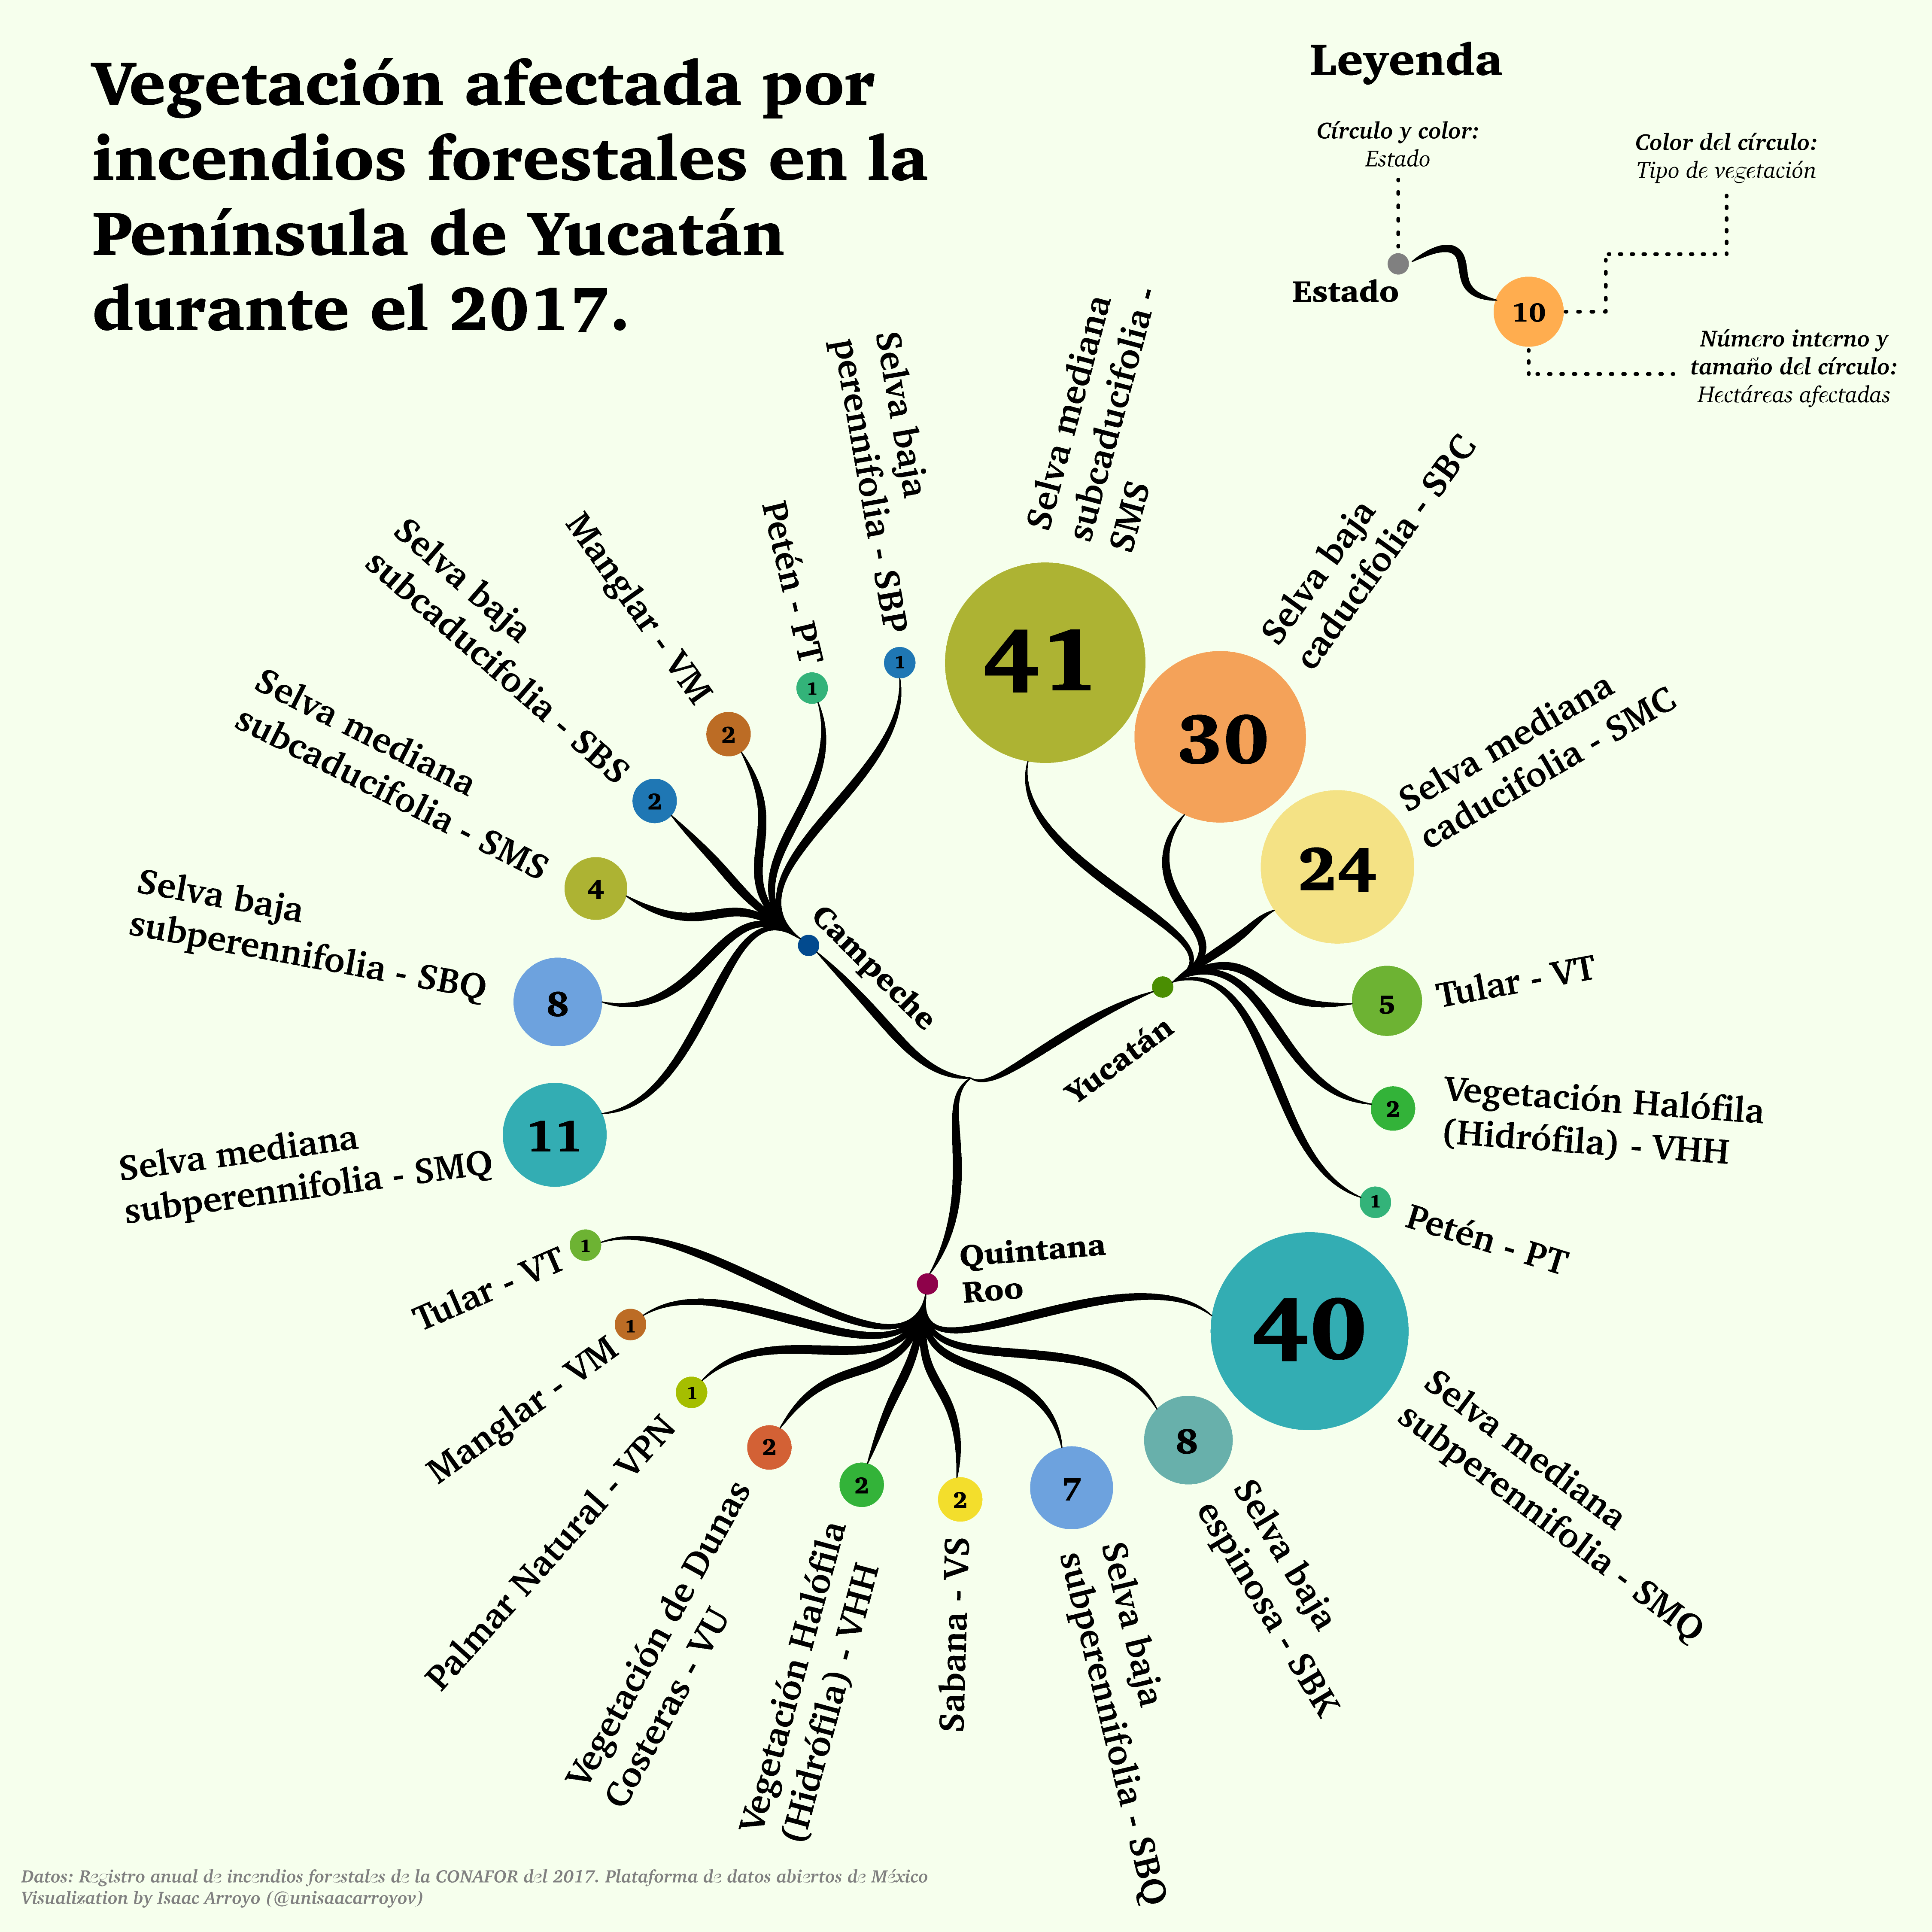 Vegetación afectada por
incendios forestales en la
Península de Yucatán
durante el 2017.
Leyenda
Círculo y color:
Estado
Color del círculo:
Tipo de vegetación
Estado
10
Número interno y
tamaño del círculo:
Hectáreas afectadas
Campeche
Selva baja
perennifolia - SBP
1
Petén - PT
1
Manglar - VM
2
Selva baja
subcaducifolia - SBS
2
Selva mediana
subcaducifolia - SMS
4
Selva baja
subperennifolia - SBQ
8
Selva mediana
subperennifolia - SMQ
11
Yucatán
Selva mediana
subcaducifolia -
SMS
41
Selva baja
caducifolia - SBC
30
Selva mediana
caducifolia - SMC
24
Tular - VT
5
Vegetación Halófila
(Hidrófila) - VHH
2
Petén - PT
1
Quintana
Roo
40
Selva mediana
subperennifolia - SMQ
8
Selva baja
espinosa - SBK
7
Selva baja
subperennifolia - SBQ
2
Sabana - VS
2
Vegetación Halófila
(Hidrófila) - VHH
2
Vegetación de Dunas
Costeras - VU
1
Palmar Natural - VPN
1
Manglar - VM
1
Tular - VT
Datos: Registro anual de incendios forestales de la CONAFOR del 2017. Plataforma de datos abiertos de México
Visualization by Isaac Arroyo (@unisaacarroyov)